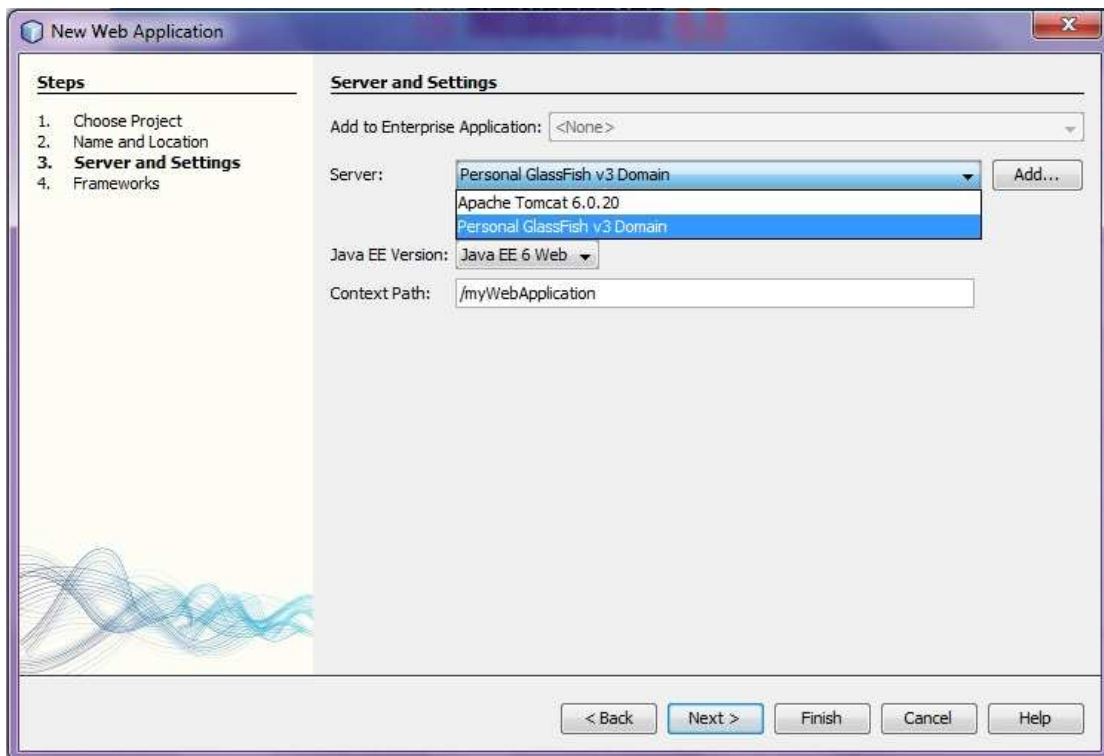 New Web Application
X
Steps
1. Choose Project
2. Name and Location
3. Server and Settings
4. Frameworks
Server and Settings
Add to Enterprise Application: <None>
Server: Personal GlassFish v3 Domain Add...
Apache Tomcat 6.0.20
Personal GlassFish v3 Domain
Java EE Version: Java EE 6 Web
Context Path: /myWebApplication
< Back Next > Finish Cancel Help